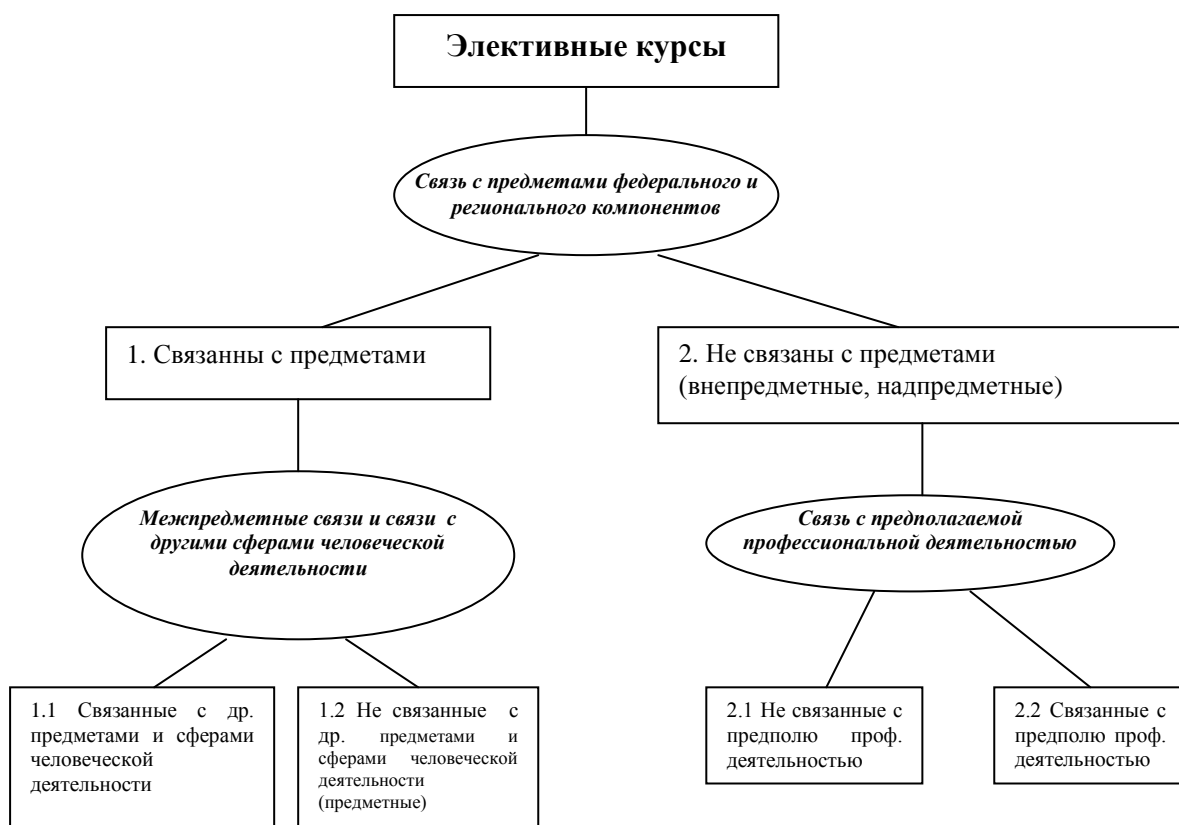 Элективные курсы
Связь с предметами федерального и
регионального компонентов
1. Связанны с предметами
2. Не связаны с предметами
(внепредметные, надпредметные)
Межпредметные связи и связи с
другими сферами человеческой
деятельности
Связь с предполагаемой
профессиональной деятельностью
1.1 Связанные с др.
предметами и сферами
человеческой
деятельности
1.2 Не связанные с
др. предметами и
сферами человеческой
деятельности
(предметные)
2.1 Не связанные с
предполю проф.
деятельностью
2.2 Связанные с
предполю проф.
деятельностью